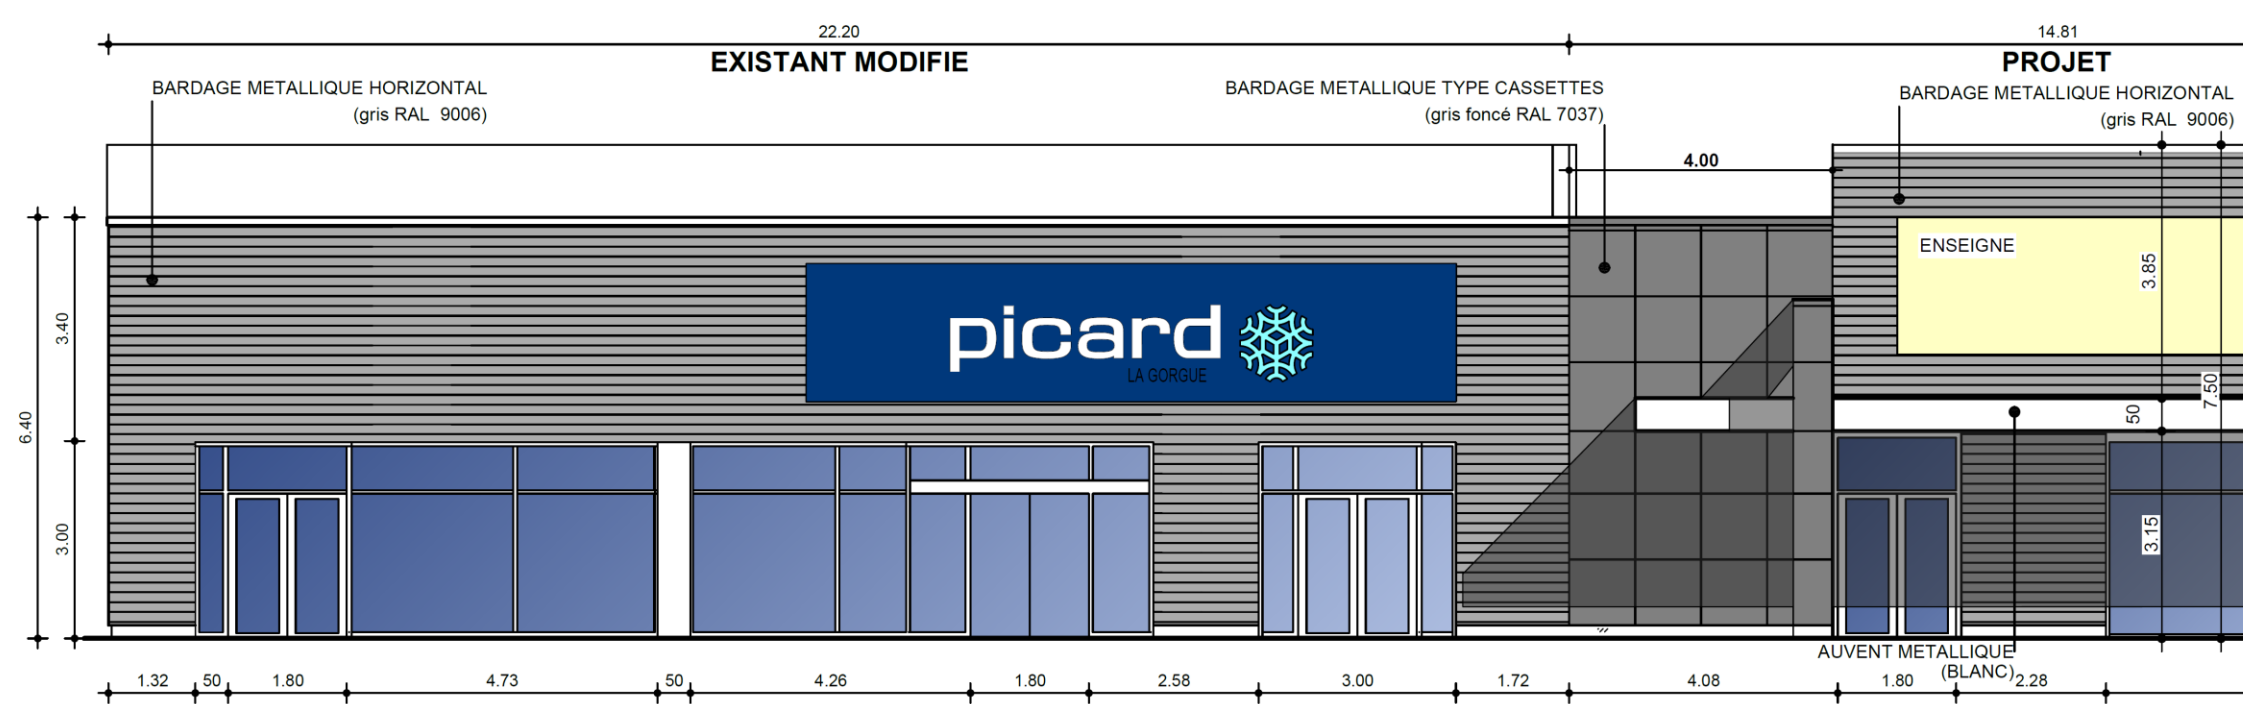 22.20
14.81
EXISTANT MODIFIE
PROJET
BARDAGE METALLIQUE HORIZONTAL
(gris RAL 9006)
BARDAGE METALLIQUE TYPE CASSETTES
(gris foncé RAL 7037)
BARDAGE METALLIQUE HORIZONTAL
(gris RAL 9006)
4.00
ENSEIGNE
3.85
picard
LA GORGUE
3.40
6.40
3.00
7.50
50
3.15
AUVENT METALLIQUE
(BLANC)
1.32
50
1.80
4.73
50
4.26
1.80
2.58
3.00
1.72
4.08
1.80
2.28